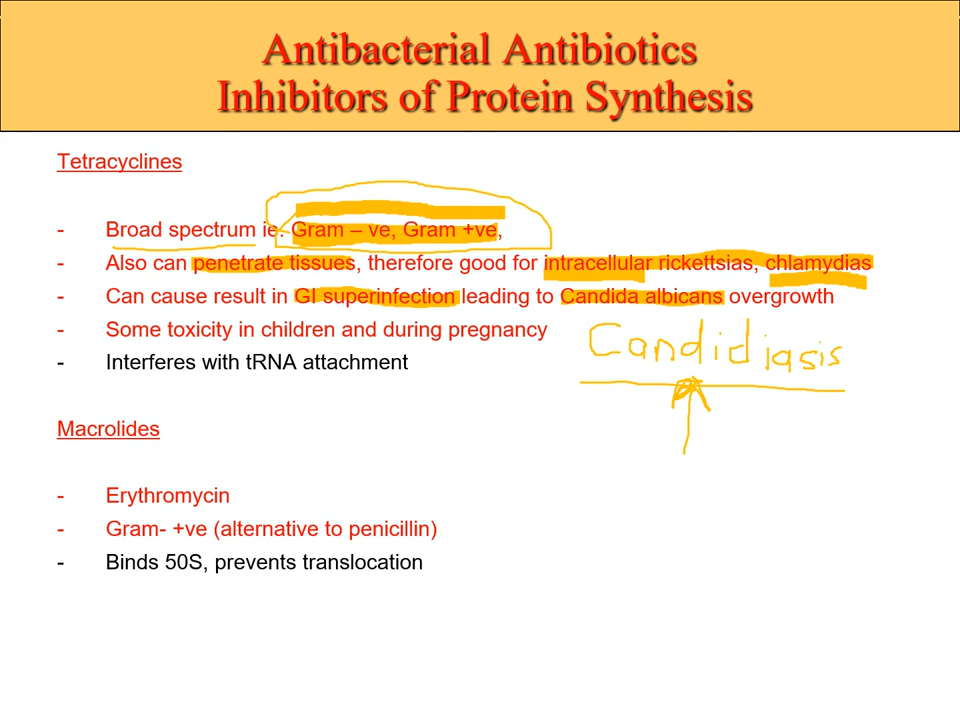 Antibacterial Antibiotics
Inhibitors of Protein Synthesis
Tetracyclines
- Broad spectrum ie. Gram – ve, Gram +ve,
- Also can penetrate tissues, therefore good for intracellular rickettsias, chlamydias
- Can cause result in GI superinfection leading to Candida albicans overgrowth
- Some toxicity in children and during pregnancy
Candidiasis
- Interferes with tRNA attachment
Macrolides
- Erythromycin
- Gram- +ve (alternative to penicillin)
- Binds 50S, prevents translocation